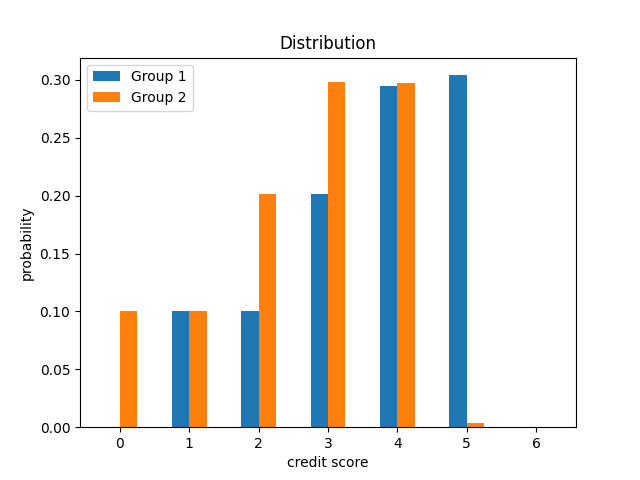 Distribution
Group 1
Group 2
0.30
0.25
0.20
0.15
0.10
0.05
0.00
probability
0 1 2 3 4 5 6
credit score